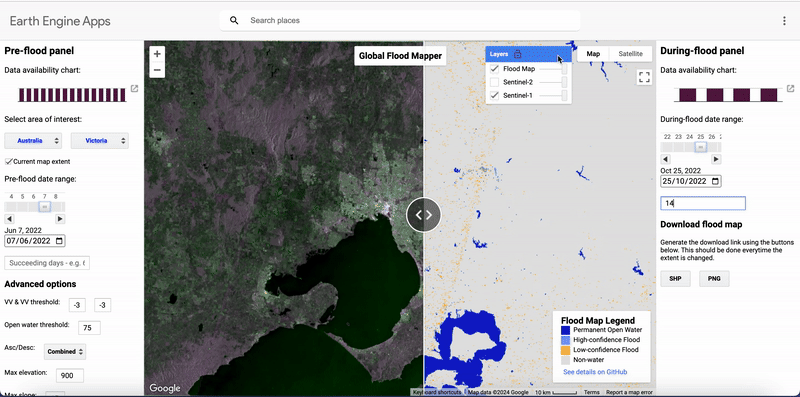 Earth Engine Apps
Search places
Pre-flood panel
Data availability chart:
Select area of interest:
Australia
Victoria
Current map extent
Pre-flood date range:
4 5 6 7 8
Jun 7, 2022
07/06/2022
Succeeding days - e.g. 6
Advanced options
VV & VV threshold:
-3
-3
Open water threshold:
75
Asc/Desc:
Combined
Max elevation:
900
Max slope:
+
−
Global Flood Mapper
Layers
Flood Map
Sentinel-2
Sentinel-1
Map
Satellite
Flood Map Legend
Permanent Open Water
High-confidence Flood
Low-confidence Flood
Non-water
See details on GitHub
Google
Keyboard shortcuts
Map data ©2024 Google
10 km
Terms
Report a map error
During-flood panel
Data availability chart:
During-flood date range:
22 23 24 25 26
Oct 25, 2022
25/10/2022
14
Download flood map
Generate the download link using the buttons
below. This should be done everytime the
extent is changed.
SHP
PNG